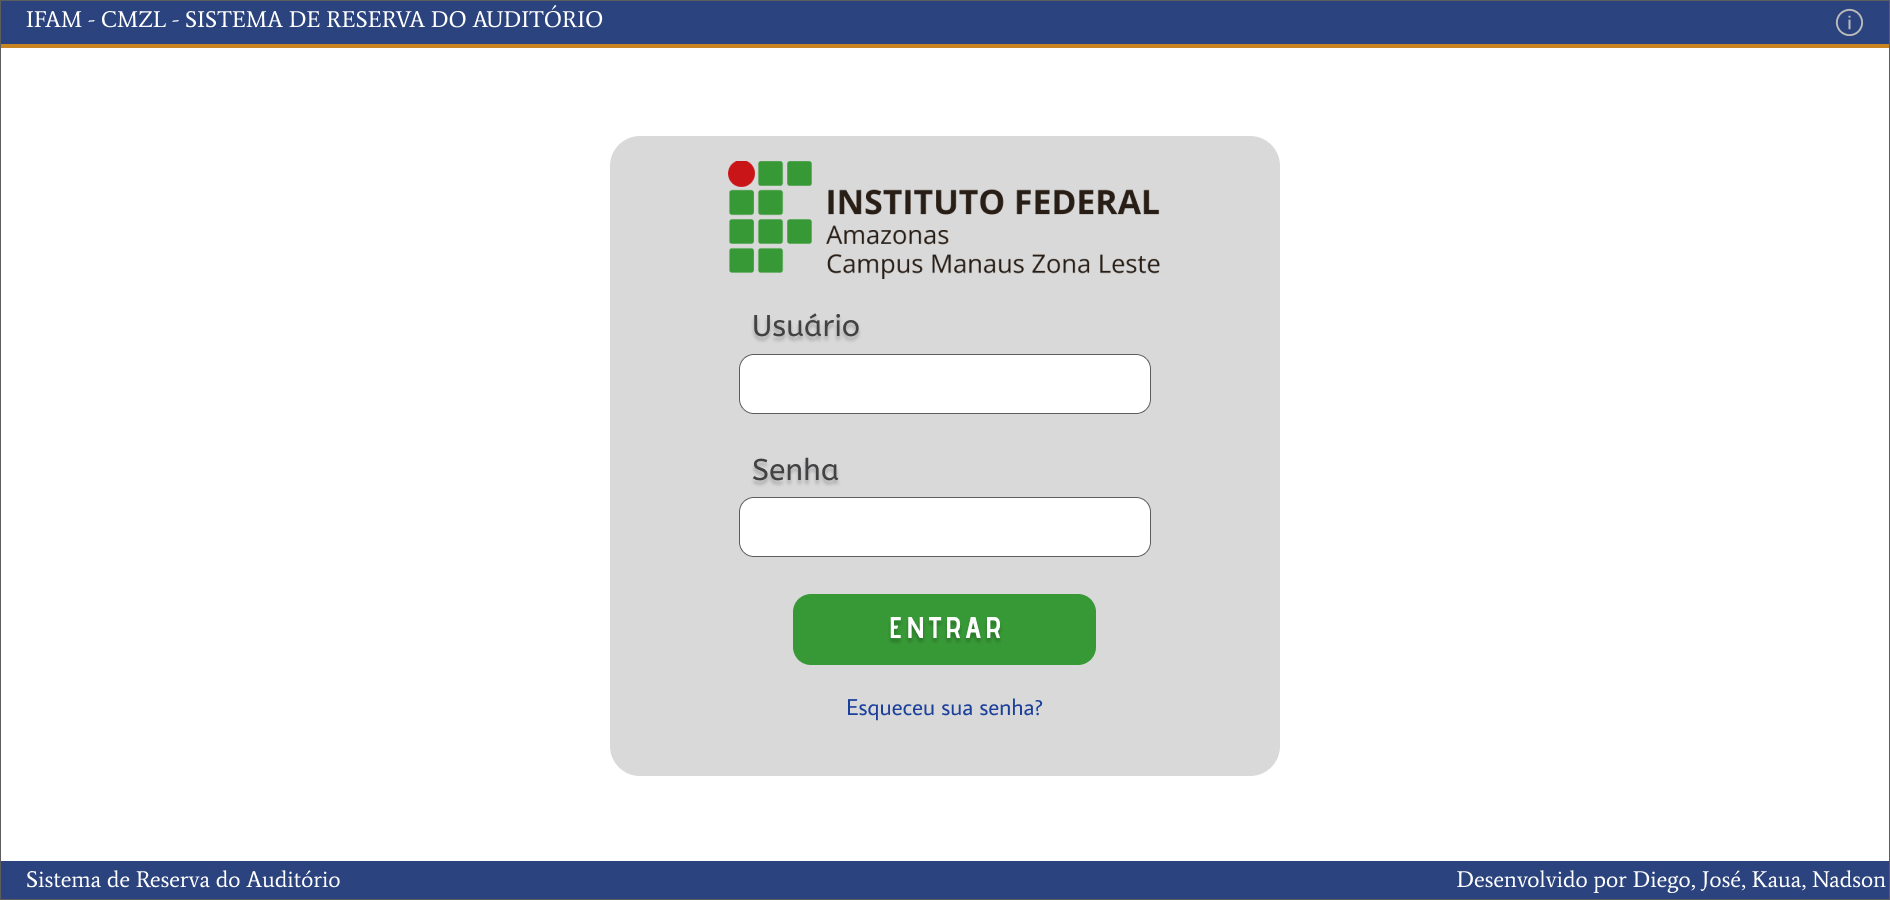 IFAM - CMZL - SISTEMA DE RESERVA DO AUDITÓRIO
i
INSTITUTO FEDERAL
Amazonas
Campus Manaus Zona Leste
Usuário
Senha
ENTRAR
Esqueceu sua senha?
Sistema de Reserva do Auditório
Desenvolvido por Diego, José, Kaua, Nadson